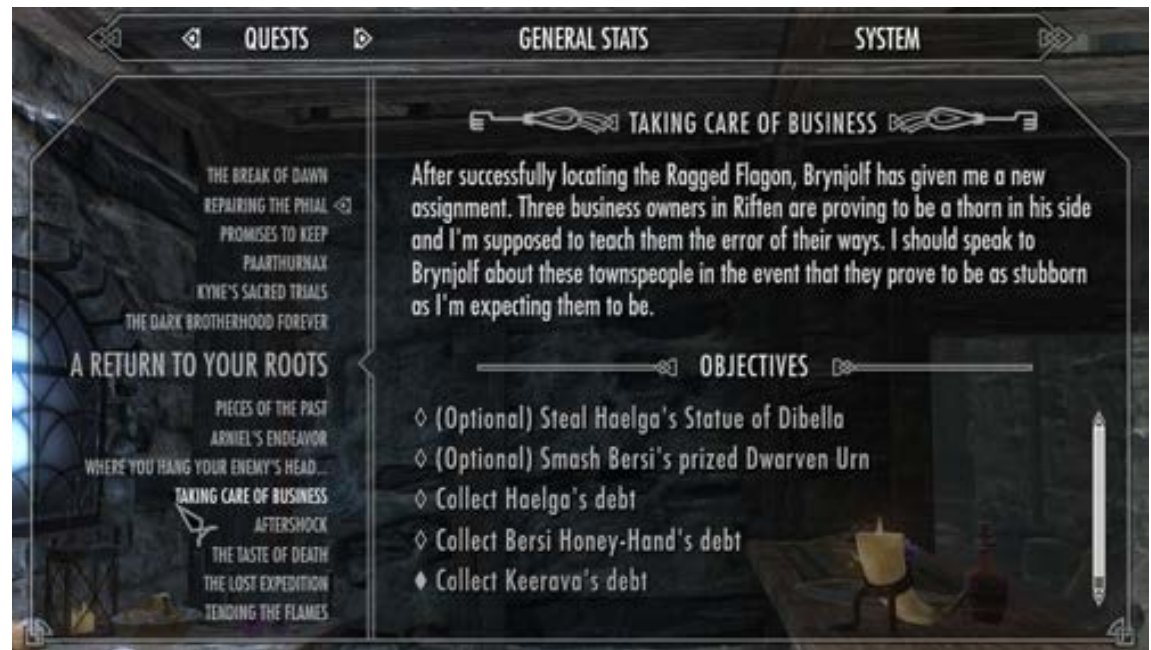 QUESTS
GENERAL STATS
SYSTEM
THE BREAK OF DAWN
REPAIRING THE PHIAL
PROMISES TO KEEP
PAARTHURNAX
KYNE'S SACRED TRIALS
THE DARK BROTHERHOOD FOREVER
A RETURN TO YOUR ROOTS
PIECES OF THE PAST
ARNIEL'S ENDEAVOR
WHERE YOU HANG YOUR ENEMY'S HEAD...
TAKING CARE OF BUSINESS
AFTERSHOCK
THE TASTE OF DEATH
THE LOST EXPEDITION
TENDING THE FLAMES
TAKING CARE OF BUSINESS
After successfully locating the Ragged Flagon, Brynjolf has given me a new
assignment. Three business owners in Riften are proving to be a thorn in his side
and I'm supposed to teach them the error of their ways. I should speak to
Brynjolf about these townspeople in the event that they prove to be as stubborn
as I'm expecting them to be.
OBJECTIVES
(Optional) Steal Haelga's Statue of Dibella
(Optional) Smash Bersi's prized Dwarven Urn
Collect Haelga's debt
Collect Bersi Honey-Hand's debt
Collect Keerava's debt